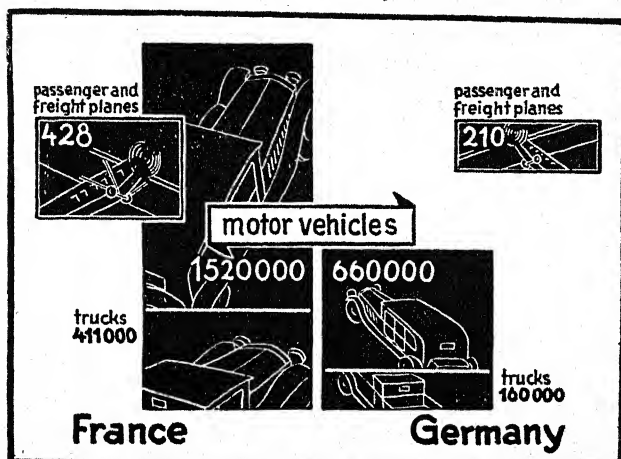 passenger and
freight planes
428
passenger and
freight planes
210
motor vehicles
1520000
660000
trucks
411000
trucks
160000
France
Germany